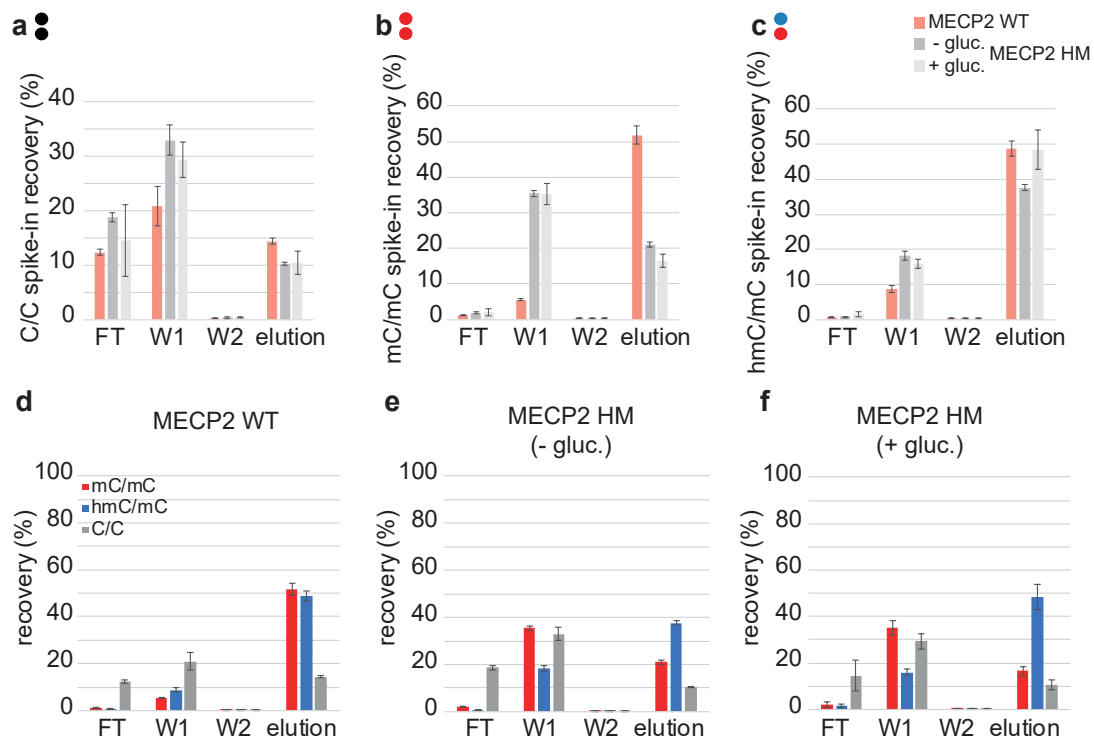 a
b
c
MECP2 WT
- gluc.
+ gluc.
MECP2 HM
C/C spike-in recovery (%)
40
30
20
10
0
FT W1 W2 elution
mC/mC spike-in recovery (%)
60
50
40
30
20
10
0
FT W1 W2 elution
hmC/mC spike-in recovery (%)
60
50
40
30
20
10
0
FT W1 W2 elution
d
MECP2 WT
recovery (%)
100
80
60
40
20
0
mC/mC
hmC/mC
C/C
FT W1 W2 elution
e
MECP2 HM
(- gluc.)
recovery (%)
100
80
60
40
20
0
FT W1 W2 elution
f
MECP2 HM
(+ gluc.)
recovery (%)
100
80
60
40
20
0
FT W1 W2 elution